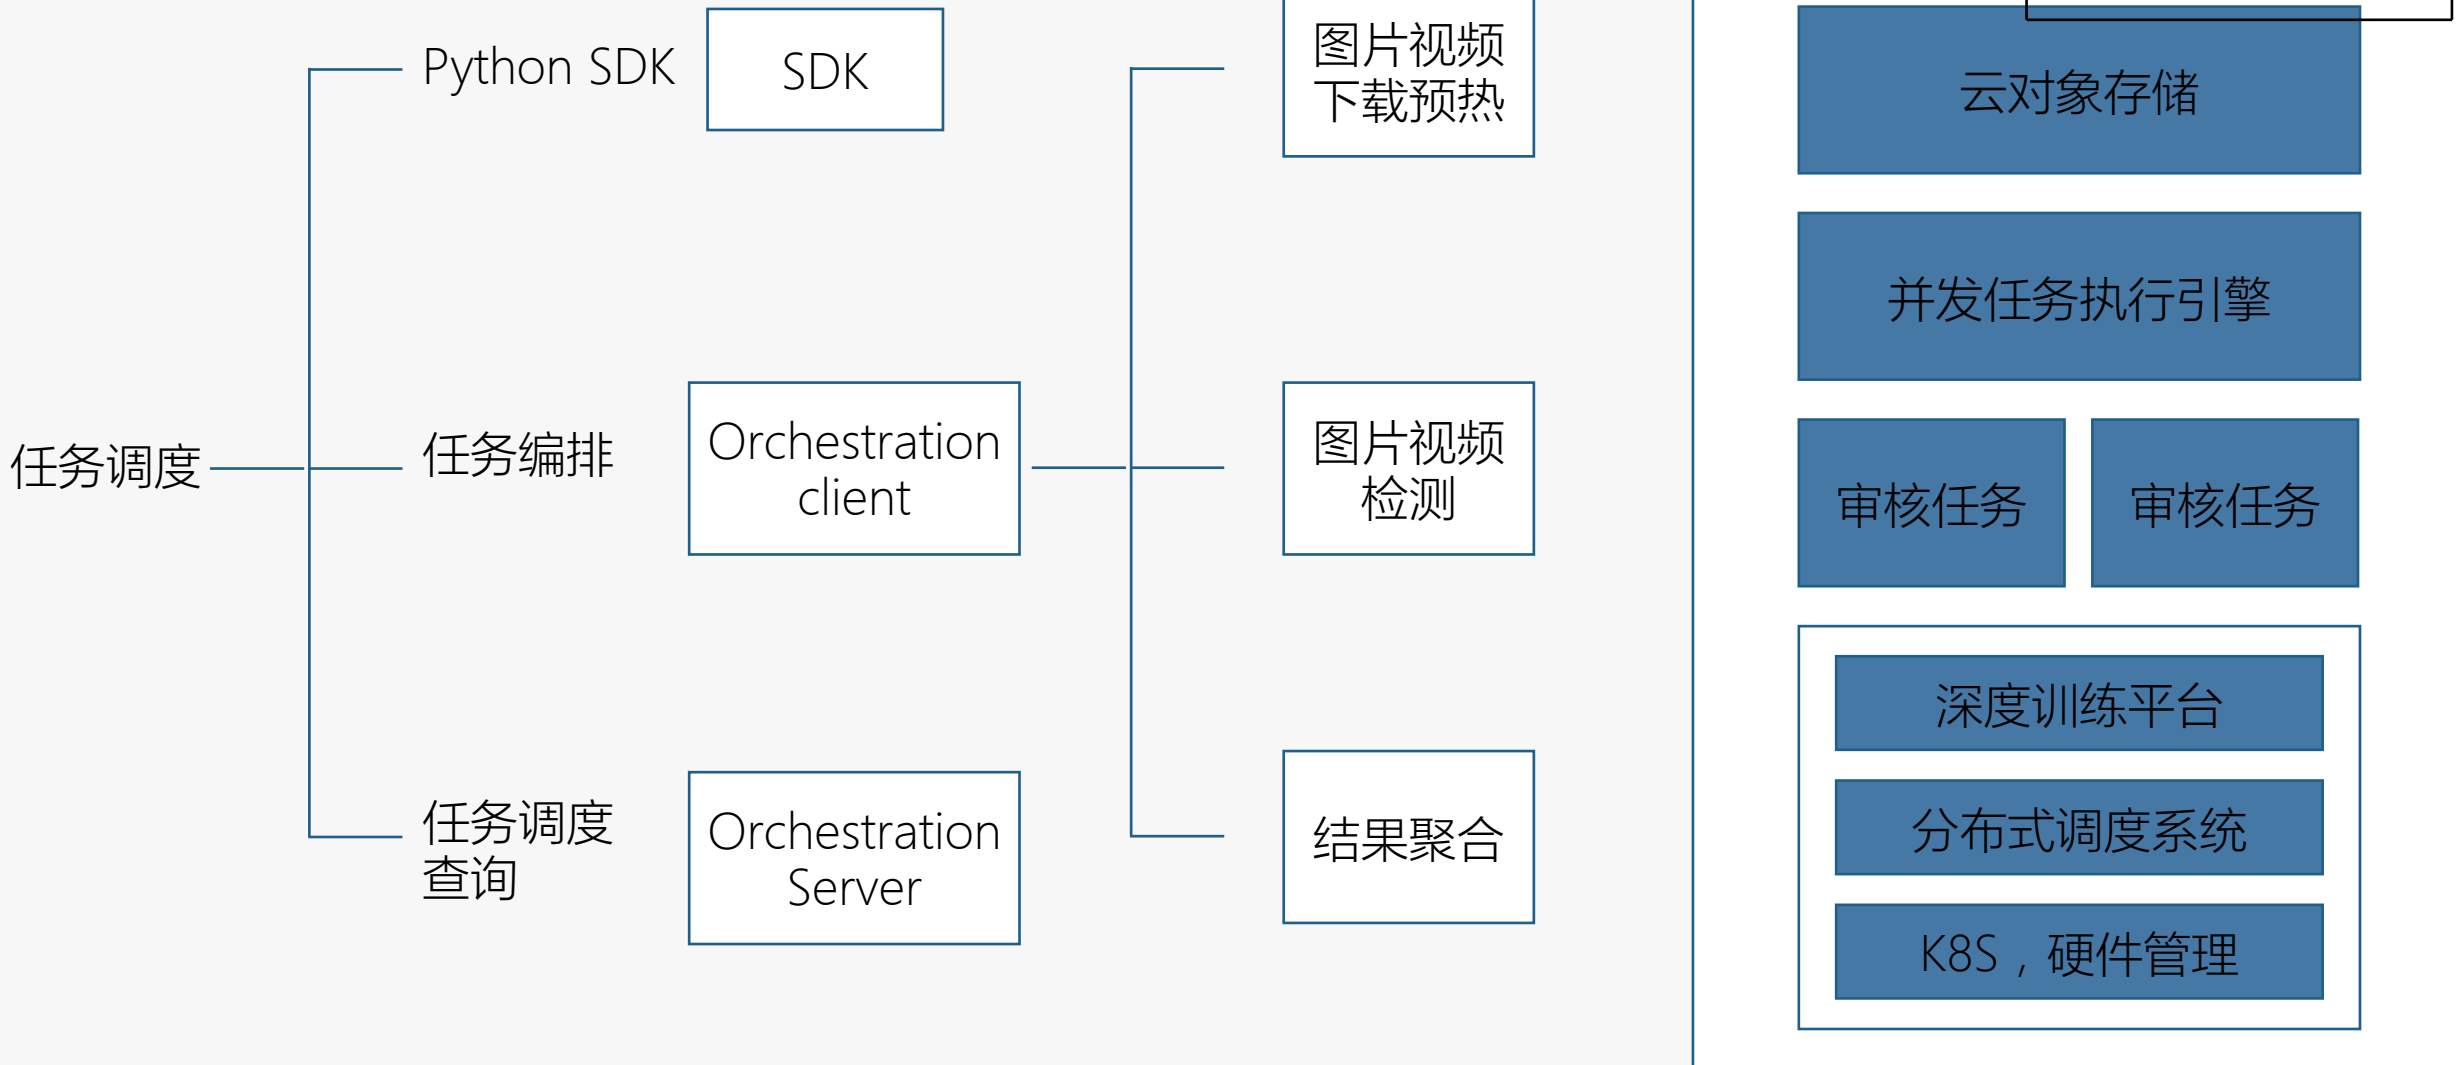 Python SDK
SDK
图片视频
下载预热
云对象存储
并发任务执行引擎
任务调度
任务编排
Orchestration
client
图片视频
检测
审核任务
审核任务
任务调度
查询
Orchestration
Server
结果聚合
深度训练平台
分布式调度系统
K8S，硬件管理